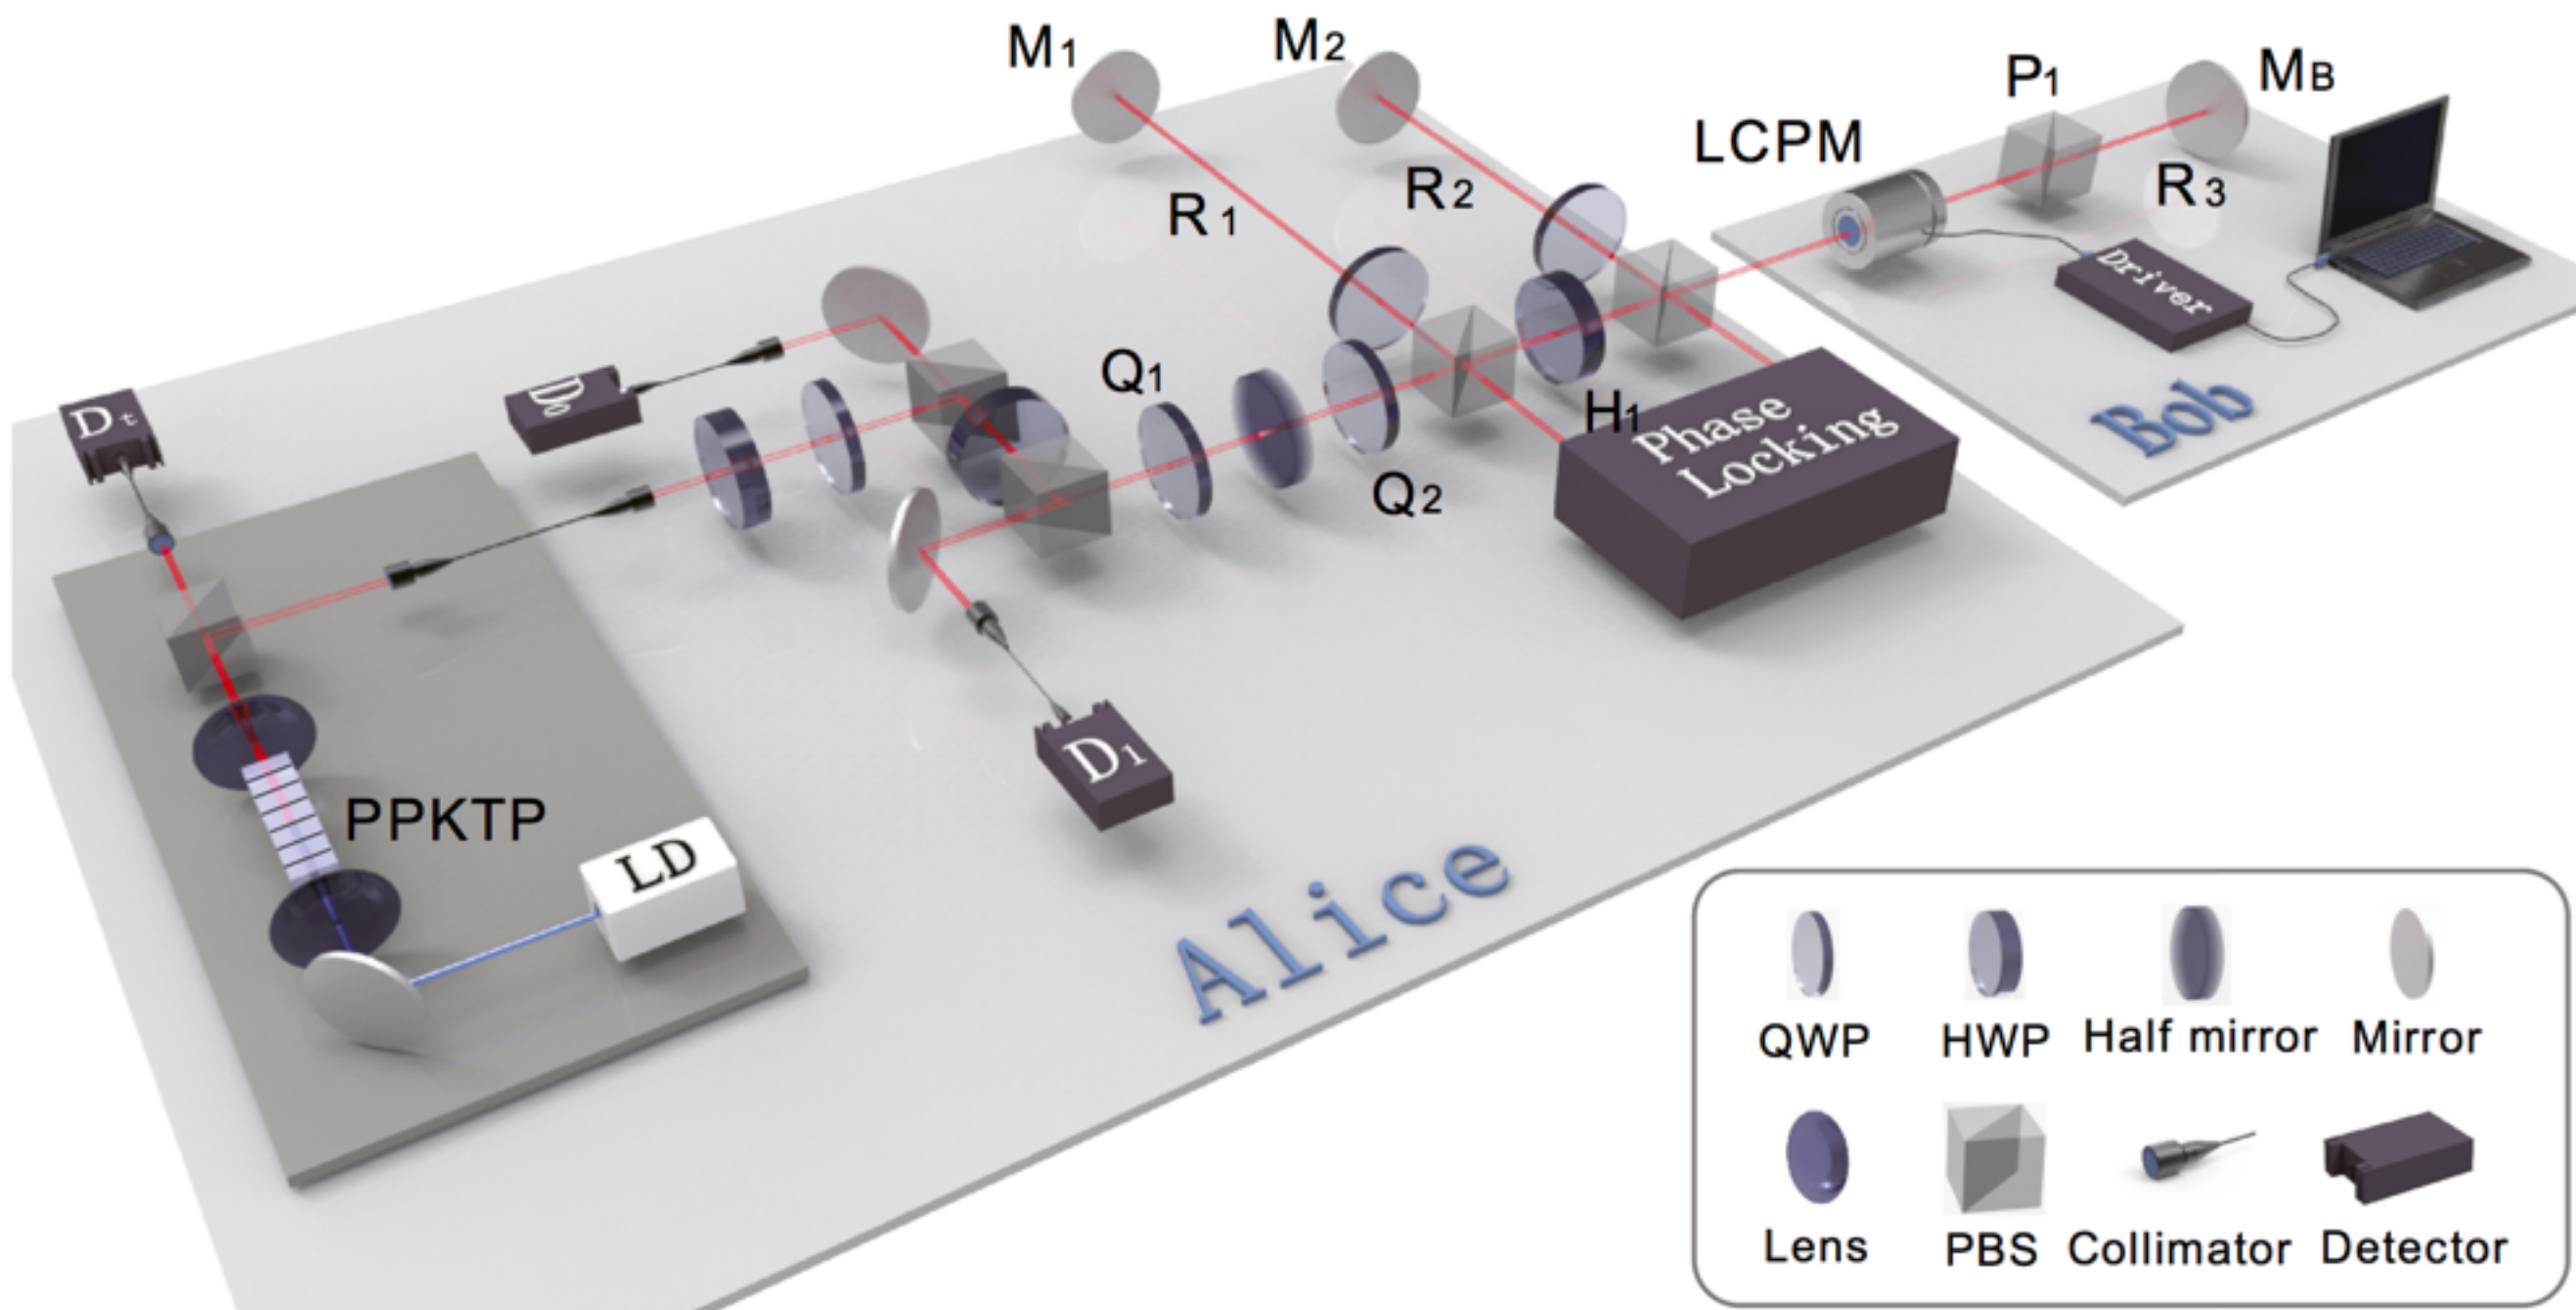 M1
M2
P1
MB
LCPM
R1
R2
R3
Driver
Q1
Dt
D0
H1
Phase
Locking
Bob
Q2
D1
PPKTP
LD
Alice
QWP
HWP
Half mirror
Mirror
Lens
PBS
Collimator
Detector